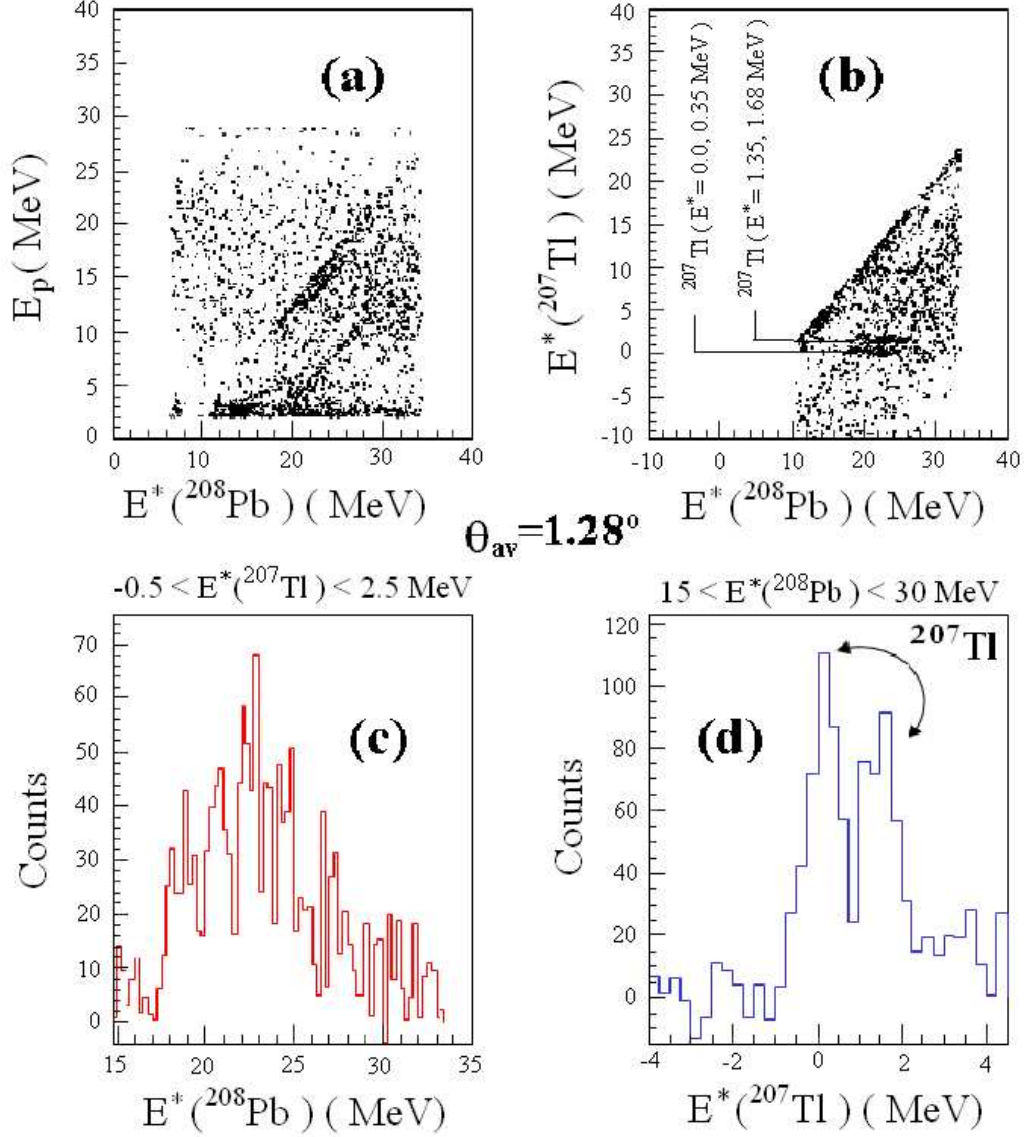 (a)
40
35
30
25
20
15
10
5
0
E_p ( MeV)
0 10 20 30 40
E* (²⁰⁸Pb ) ( MeV)
(b)
40
35
30
25
20
15
10
5
0
-10
E* (²⁰⁷Tl ) ( MeV)
²⁰⁷Tl ( E*= 0.0, 0.35 MeV)
²⁰⁷Tl ( E*= 1.35, 1.68 MeV)
-10 0 10 20 30 40
E* (²⁰⁸Pb ) ( MeV)
θav=1.28°
-0.5 < E*(²⁰⁷Tl ) < 2.5 MeV
(c)
70
60
50
40
30
20
10
0
Counts
15 20 25 30 35
E* (²⁰⁸Pb ) ( MeV)
15 < E*(²⁰⁸Pb ) < 30 MeV
²⁰⁷Tl
(d)
120
100
80
60
40
20
0
Counts
-4 -2 0 2 4
E* (²⁰⁷Tl ) ( MeV)